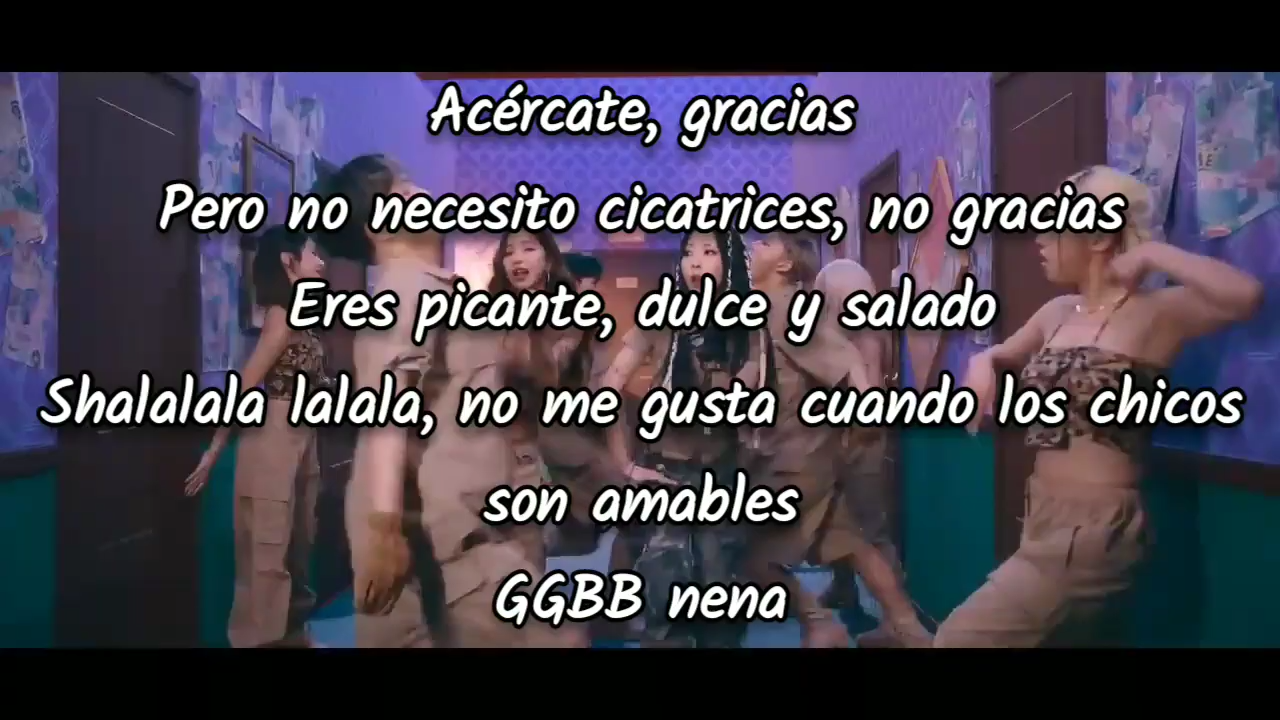 Acércate, gracias
Pero no necesito cicatrices, no gracias
Eres picante, dulce y salado
Shalalala lalala, no me gusta cuando los chicos
son amables
GGBB nena